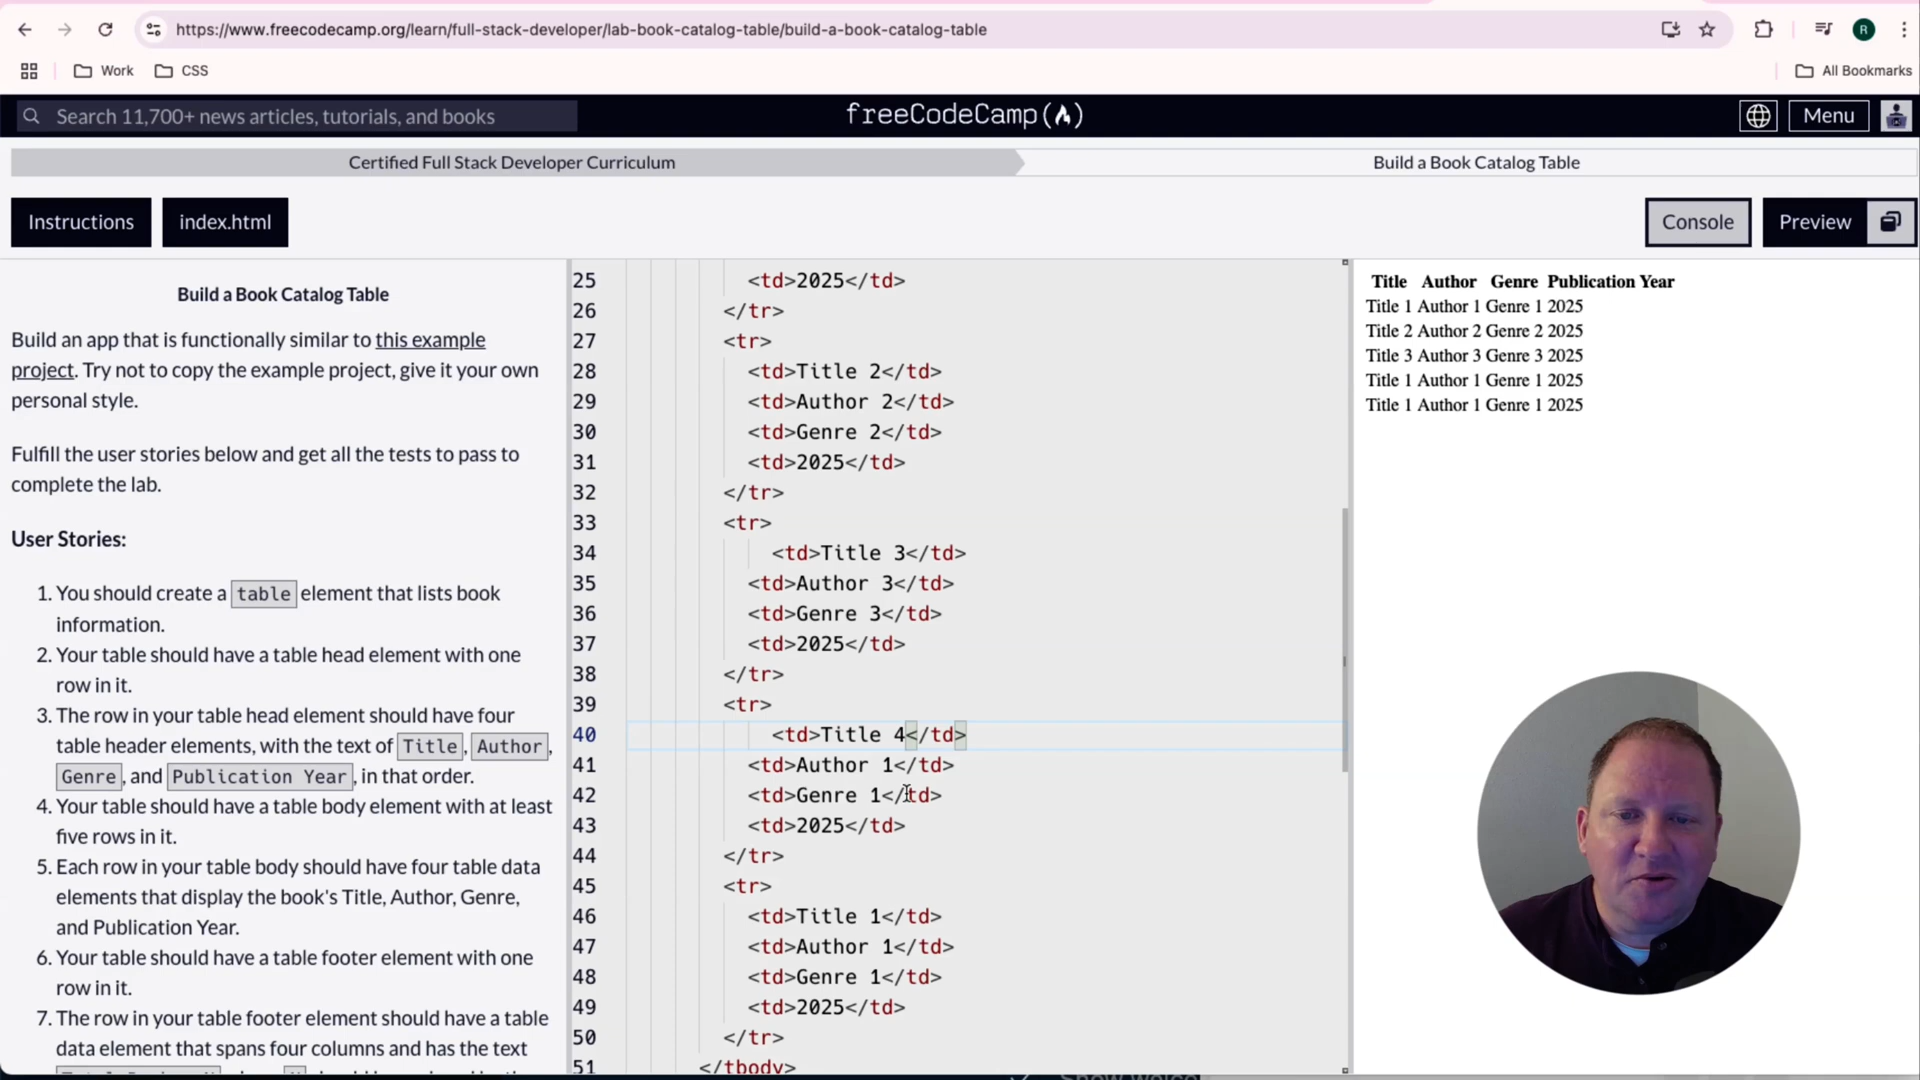 https://www.freecodecamp.org/learn/full-stack-developer/lab-book-catalog-table/build-a-book-catalog-table
R
Work
CSS
All Bookmarks
Search 11,700+ news articles, tutorials, and books
freeCodeCamp
Menu
Certified Full Stack Developer Curriculum
Build a Book Catalog Table
Instructions
index.html
Console
Preview
Build a Book Catalog Table
Build an app that is functionally similar to this example
project. Try not to copy the example project, give it your own
personal style.
Fulfill the user stories below and get all the tests to pass to
complete the lab.
User Stories:
1. You should create a table element that lists book
information.
2. Your table should have a table head element with one
row in it.
3. The row in your table head element should have four
table header elements, with the text of Title, Author,
Genre, and Publication Year, in that order.
4. Your table should have a table body element with at least
five rows in it.
5. Each row in your table body should have four table data
elements that display the book's Title, Author, Genre,
and Publication Year.
6. Your table should have a table footer element with one
row in it.
7. The row in your table footer element should have a table
data element that spans four columns and has the text
25 <td>2025</td>
26 </tr>
27 <tr>
28 <td>Title 2</td>
29 <td>Author 2</td>
30 <td>Genre 2</td>
31 <td>2025</td>
32 </tr>
33 <tr>
34 <td>Title 3</td>
35 <td>Author 3</td>
36 <td>Genre 3</td>
37 <td>2025</td>
38 </tr>
39 <tr>
40 <td>Title 4</td>
41 <td>Author 1</td>
42 <td>Genre 1</td>
43 <td>2025</td>
44 </tr>
45 <tr>
46 <td>Title 1</td>
47 <td>Author 1</td>
48 <td>Genre 1</td>
49 <td>2025</td>
50 </tr>
51 </tbody>
Title Author Genre Publication Year
Title 1 Author 1 Genre 1 2025
Title 2 Author 2 Genre 2 2025
Title 3 Author 3 Genre 3 2025
Title 1 Author 1 Genre 1 2025
Title 1 Author 1 Genre 1 2025